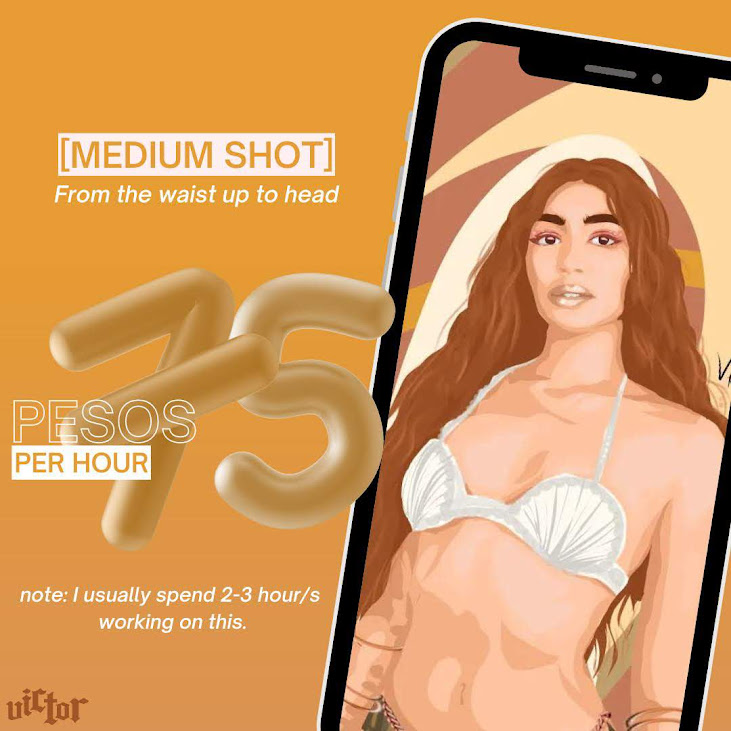 [MEDIUM SHOT]
From the waist up to head
75
PESOS
PER HOUR
note: I usually spend 2-3 hour/s
working on this.
victor